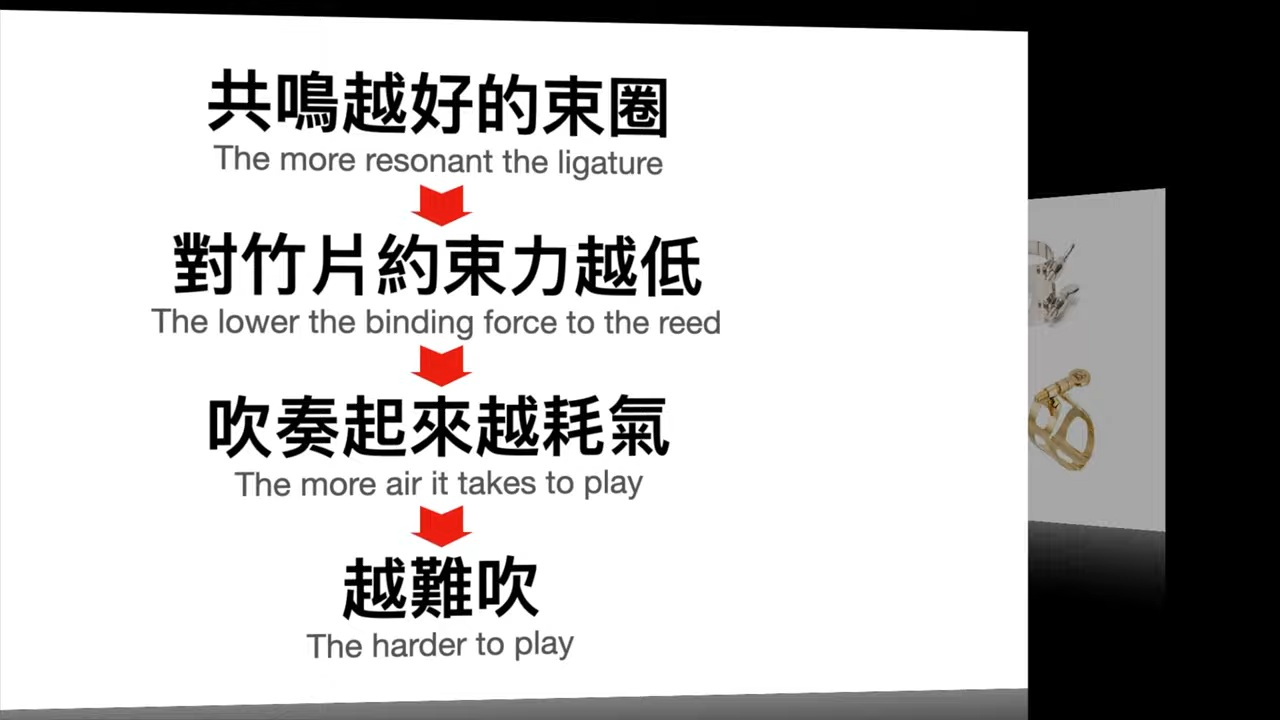 共鳴越好的束圈
The more resonant the ligature
對竹片約束力越低
The lower the binding force to the reed
吹奏起來越耗氣
The more air it takes to play
越難吹
The harder to play